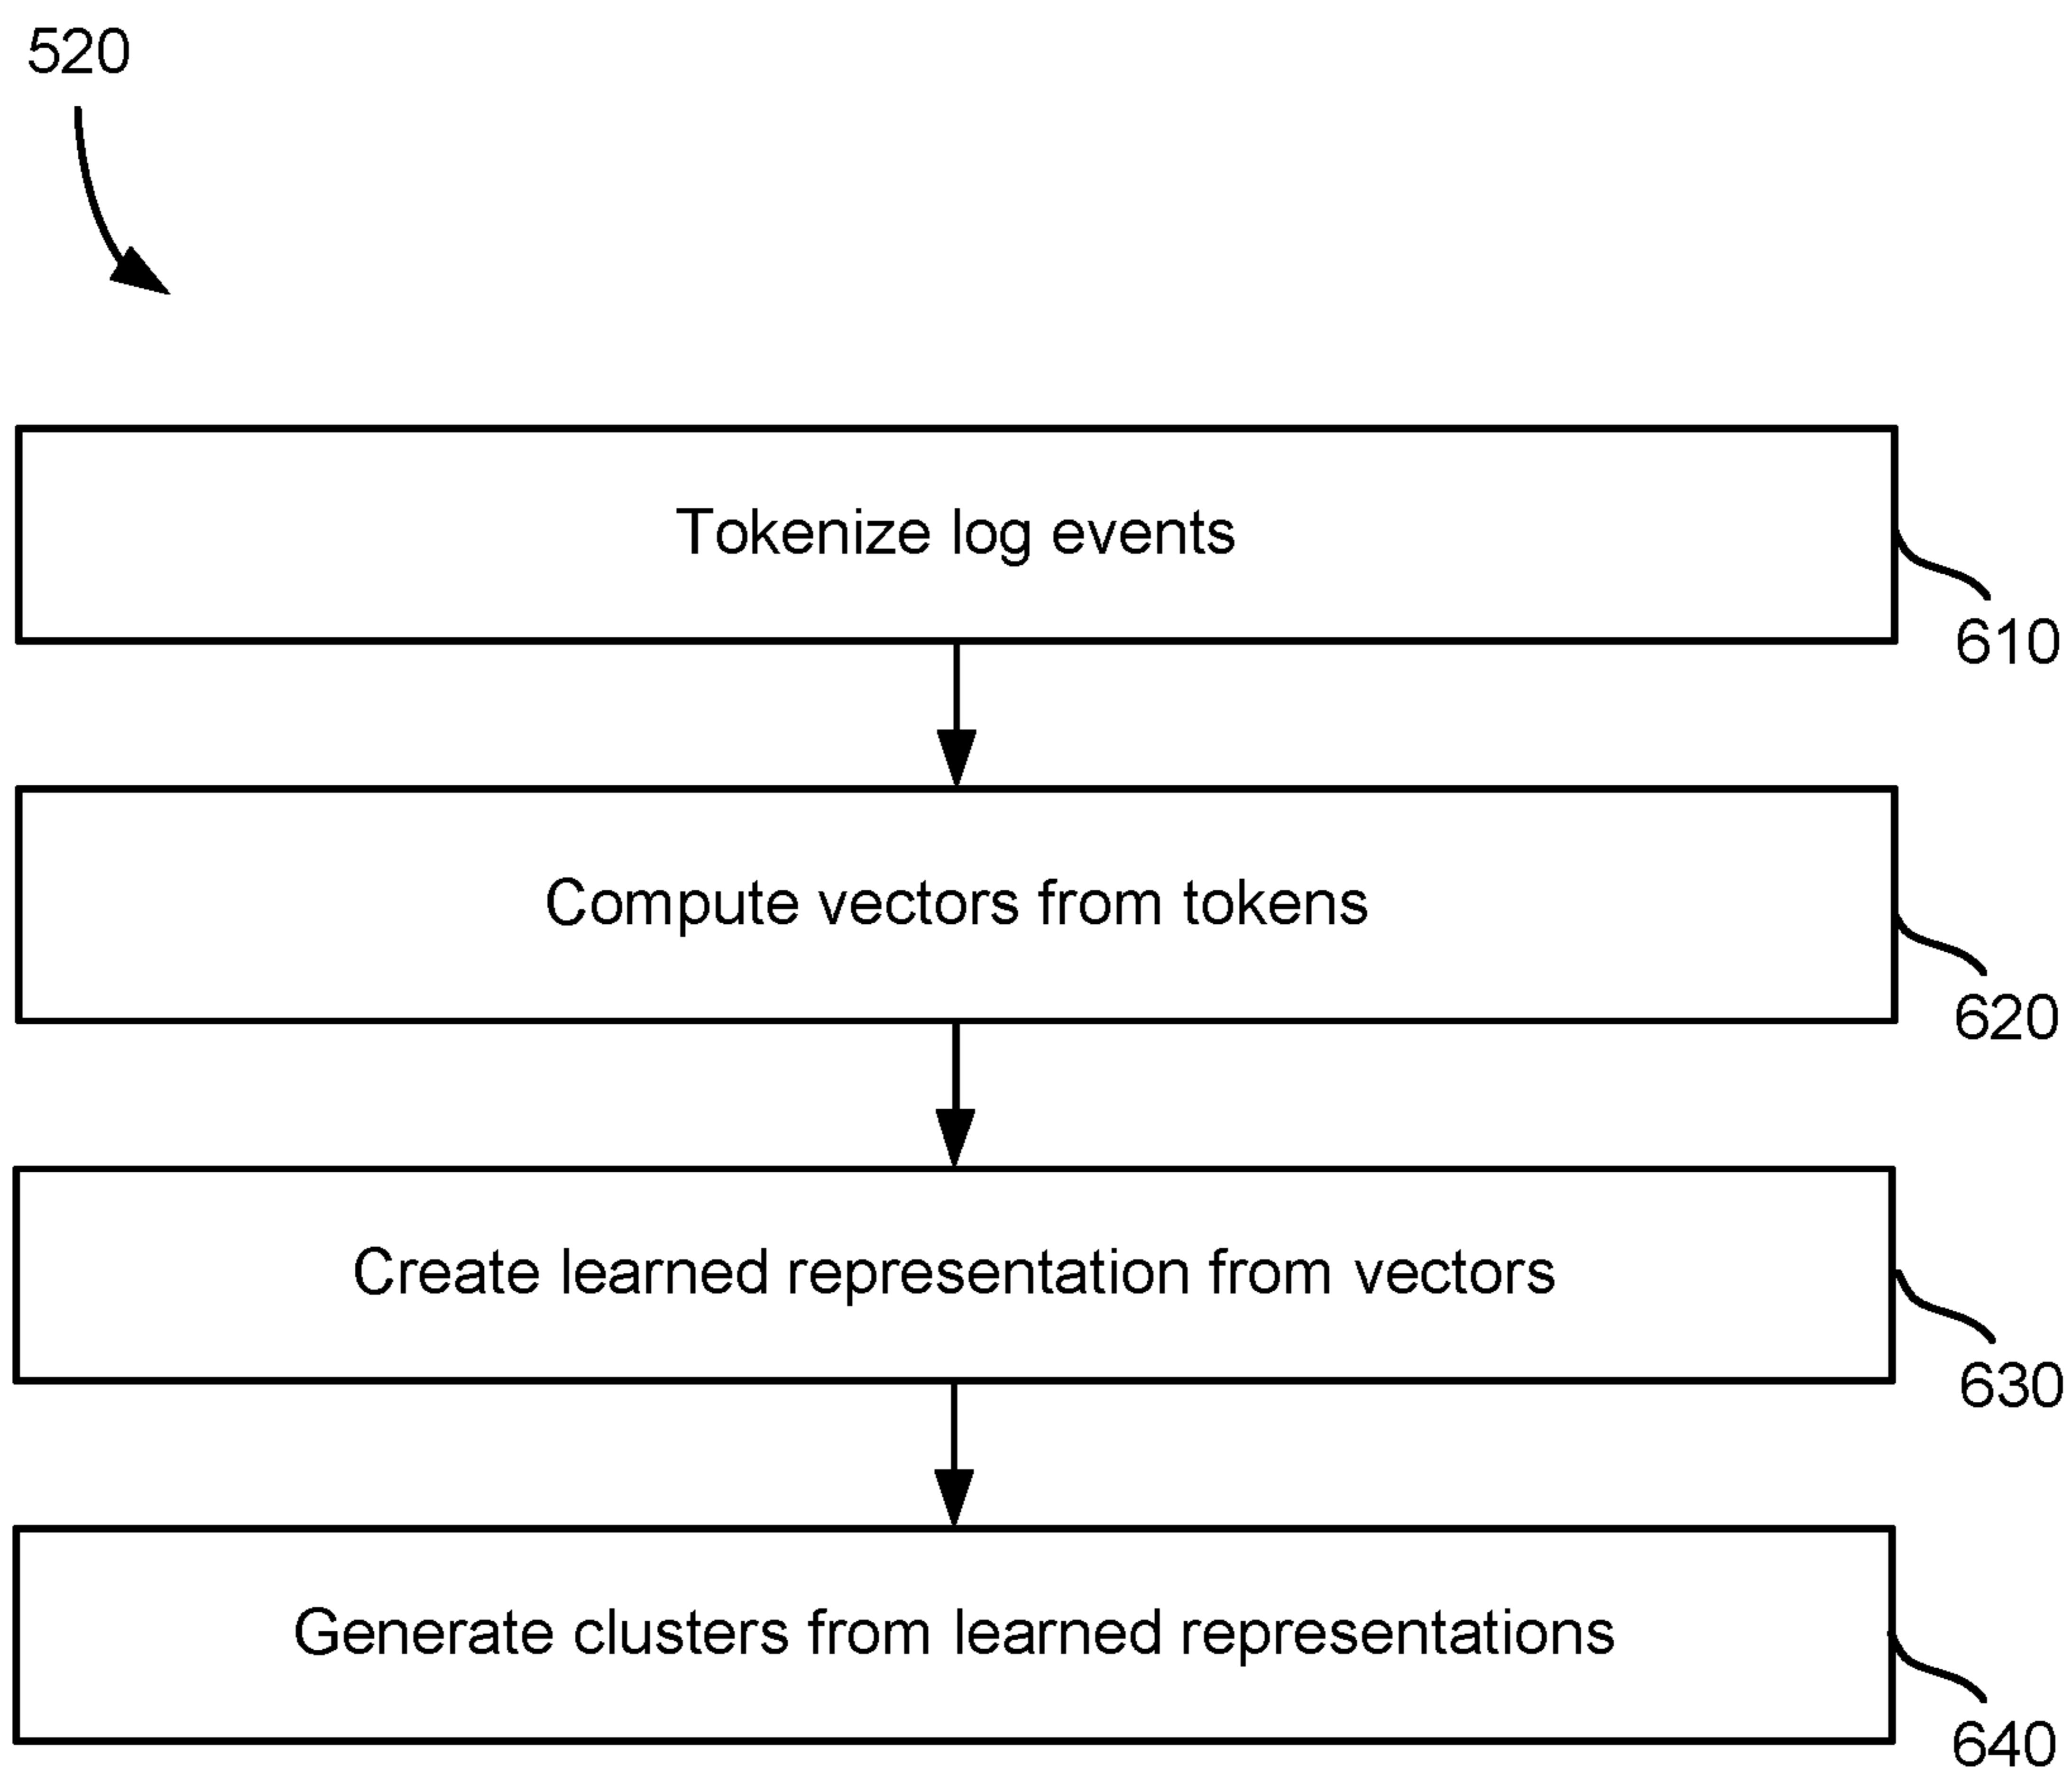 520
Tokenize log events
610
Compute vectors from tokens
620
Create learned representation from vectors
630
Generate clusters from learned representations
640